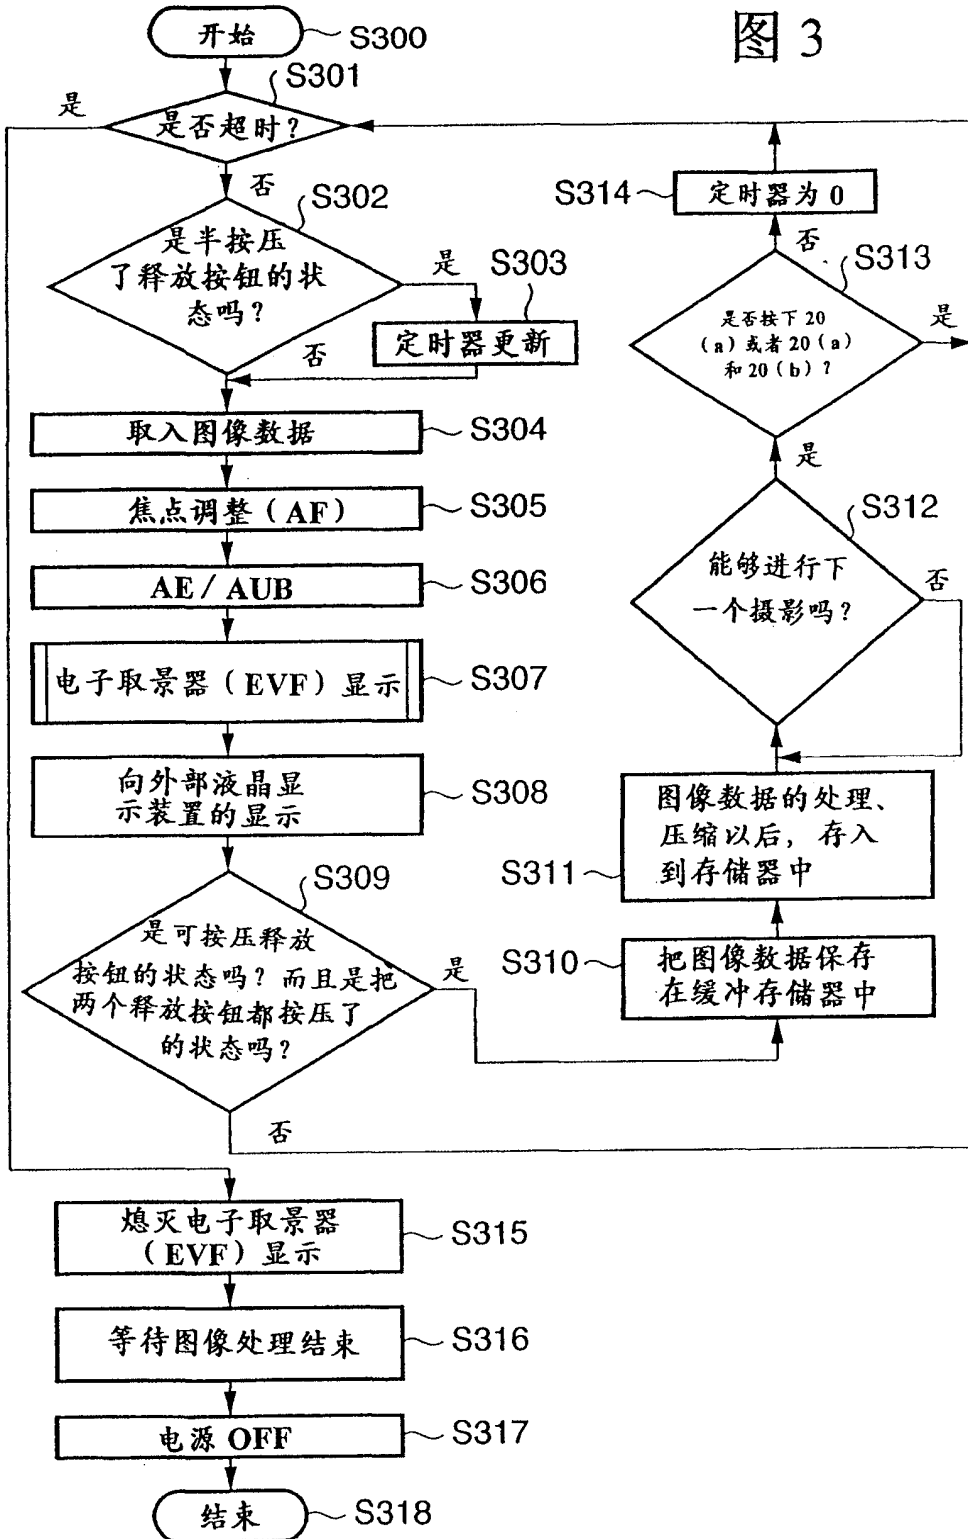 图 3
开始
S300
S301
是
是否超时？
否
S302
是半按压
了释放按钮的状
态吗？
是
S303
定时器更新
否
取入图像数据
S304
焦点调整（AF）
S305
AE / AUB
S306
电子取景器（EVF）显示
S307
向外部液晶显
示装置的显示
S308
S309
是可按压释放
按钮的状态吗？而且是把
两个释放按钮都按压了
的状态吗？
是
否
把图像数据保存
在缓冲存储器中
S310
图像数据的处理、
压缩以后，存入
到存储器中
S311
S312
能够进行下
一个摄影吗？
否
是
S313
是否按下 20
（a）或者 20（a）
和 20（b）？
是
否
S314
定时器为 0
熄灭电子取景器
（EVF）显示
S315
等待图像处理结束
S316
电源 OFF
S317
结束
S318